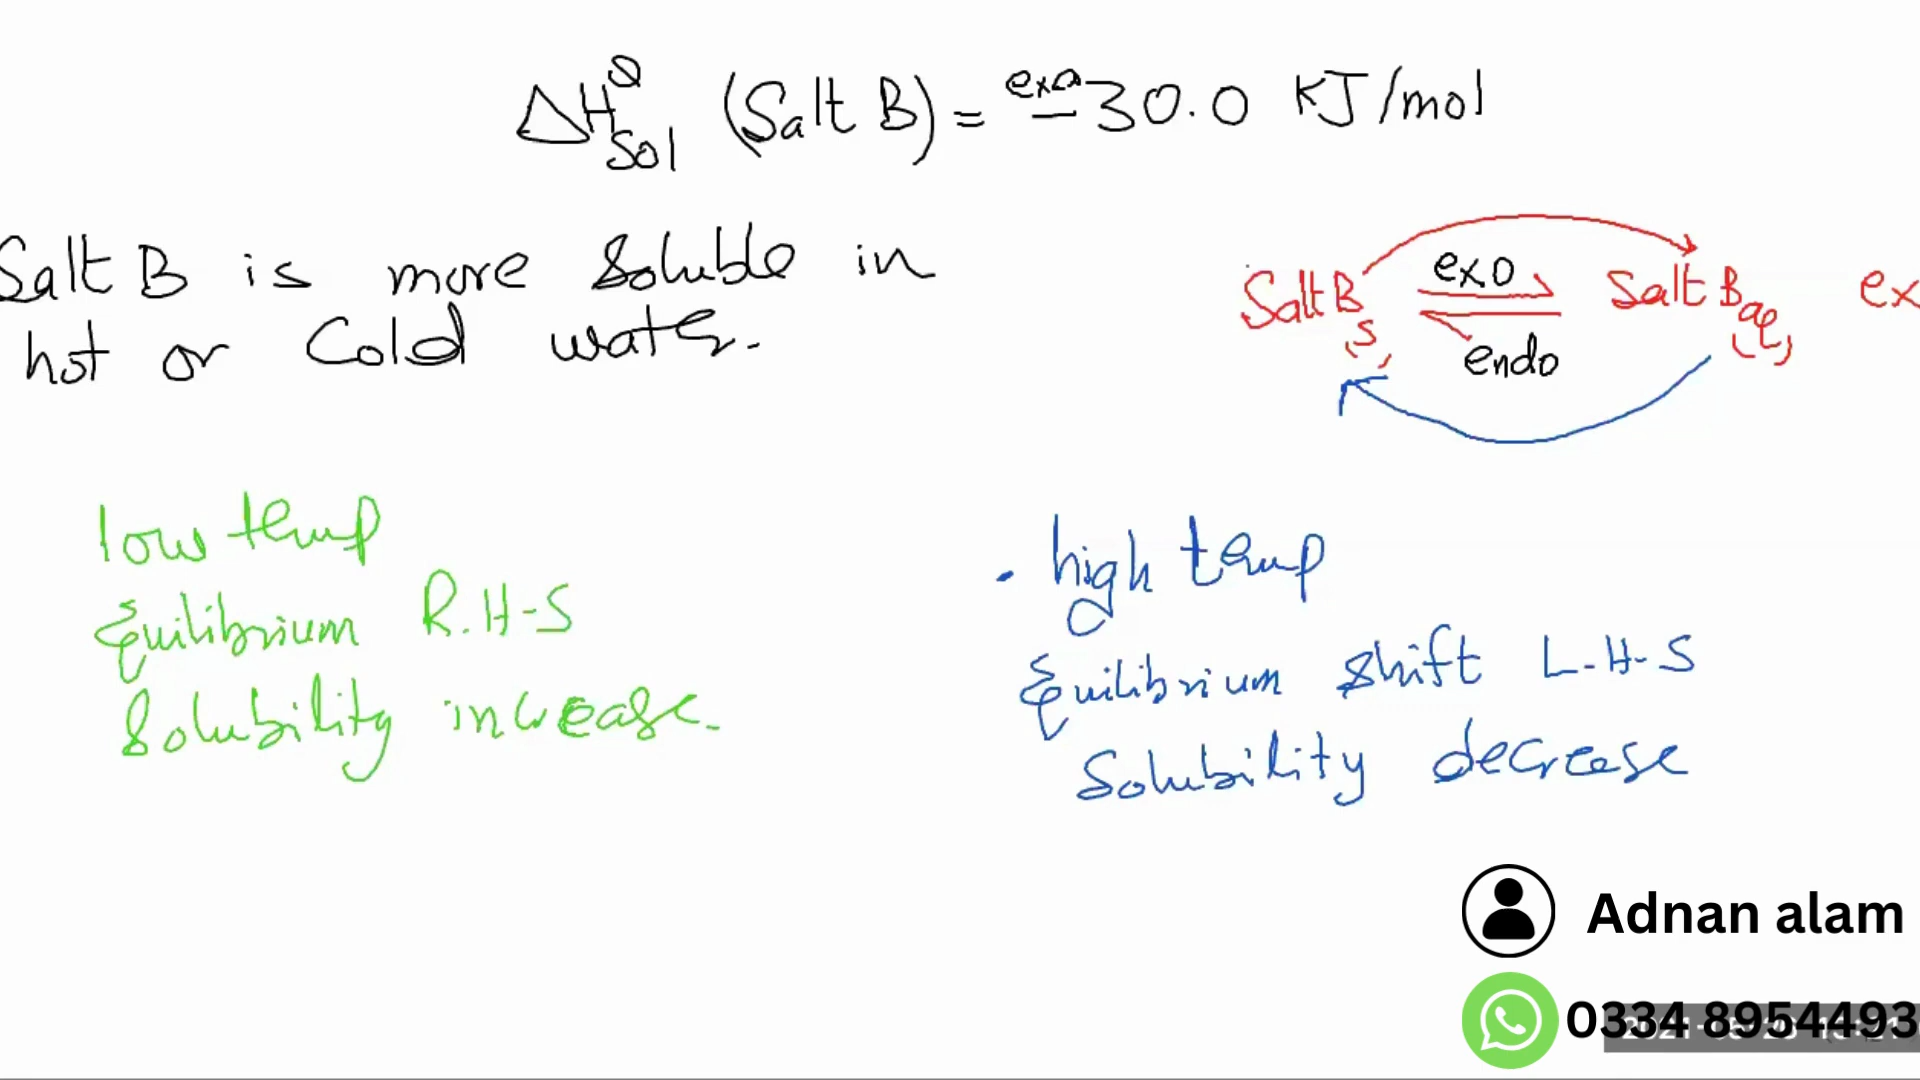 ΔH°sol (Salt B) = exo −30.0 KJ/mol
Salt B is more soluble in
hot or cold water.
Salt B (s) exo ⇌ endo Salt B (aq) ex
low temp
Equilibrium R.H-S
Solubility increase.
. high temp
Equilibrium shift L-H-S
Solubility decrease
Adnan alam
0334 8954493